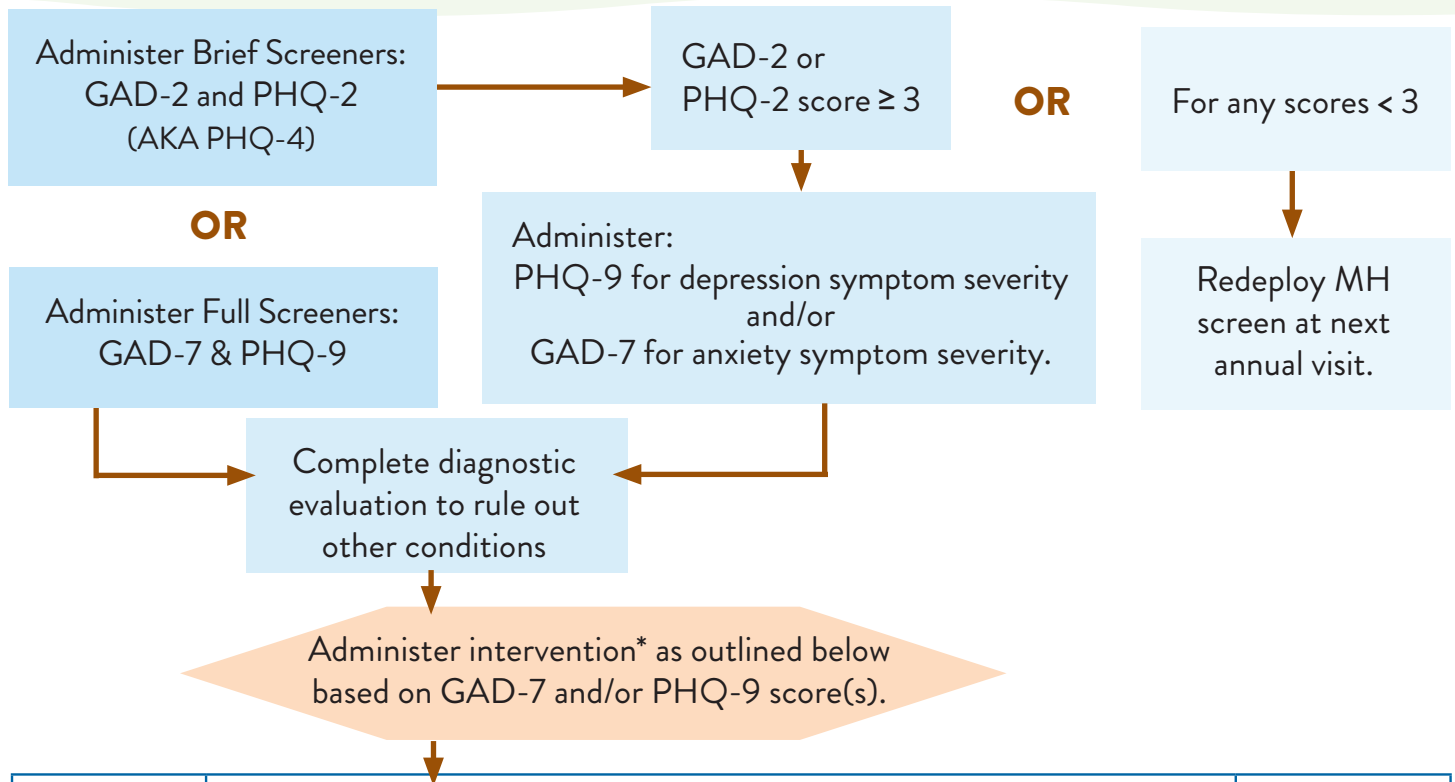 Administer Brief Screeners:
GAD-2 and PHQ-2
(AKA PHQ-4)
GAD-2 or
PHQ-2 score ≥ 3
OR
For any scores < 3
OR
Administer Full Screeners:
GAD-7 & PHQ-9
Administer:
PHQ-9 for depression symptom severity
and/or
GAD-7 for anxiety symptom severity.
Redeploy MH
screen at next
annual visit.
Complete diagnostic
evaluation to rule out
other conditions
Administer intervention* as outlined below
based on GAD-7 and/or PHQ-9 score(s).